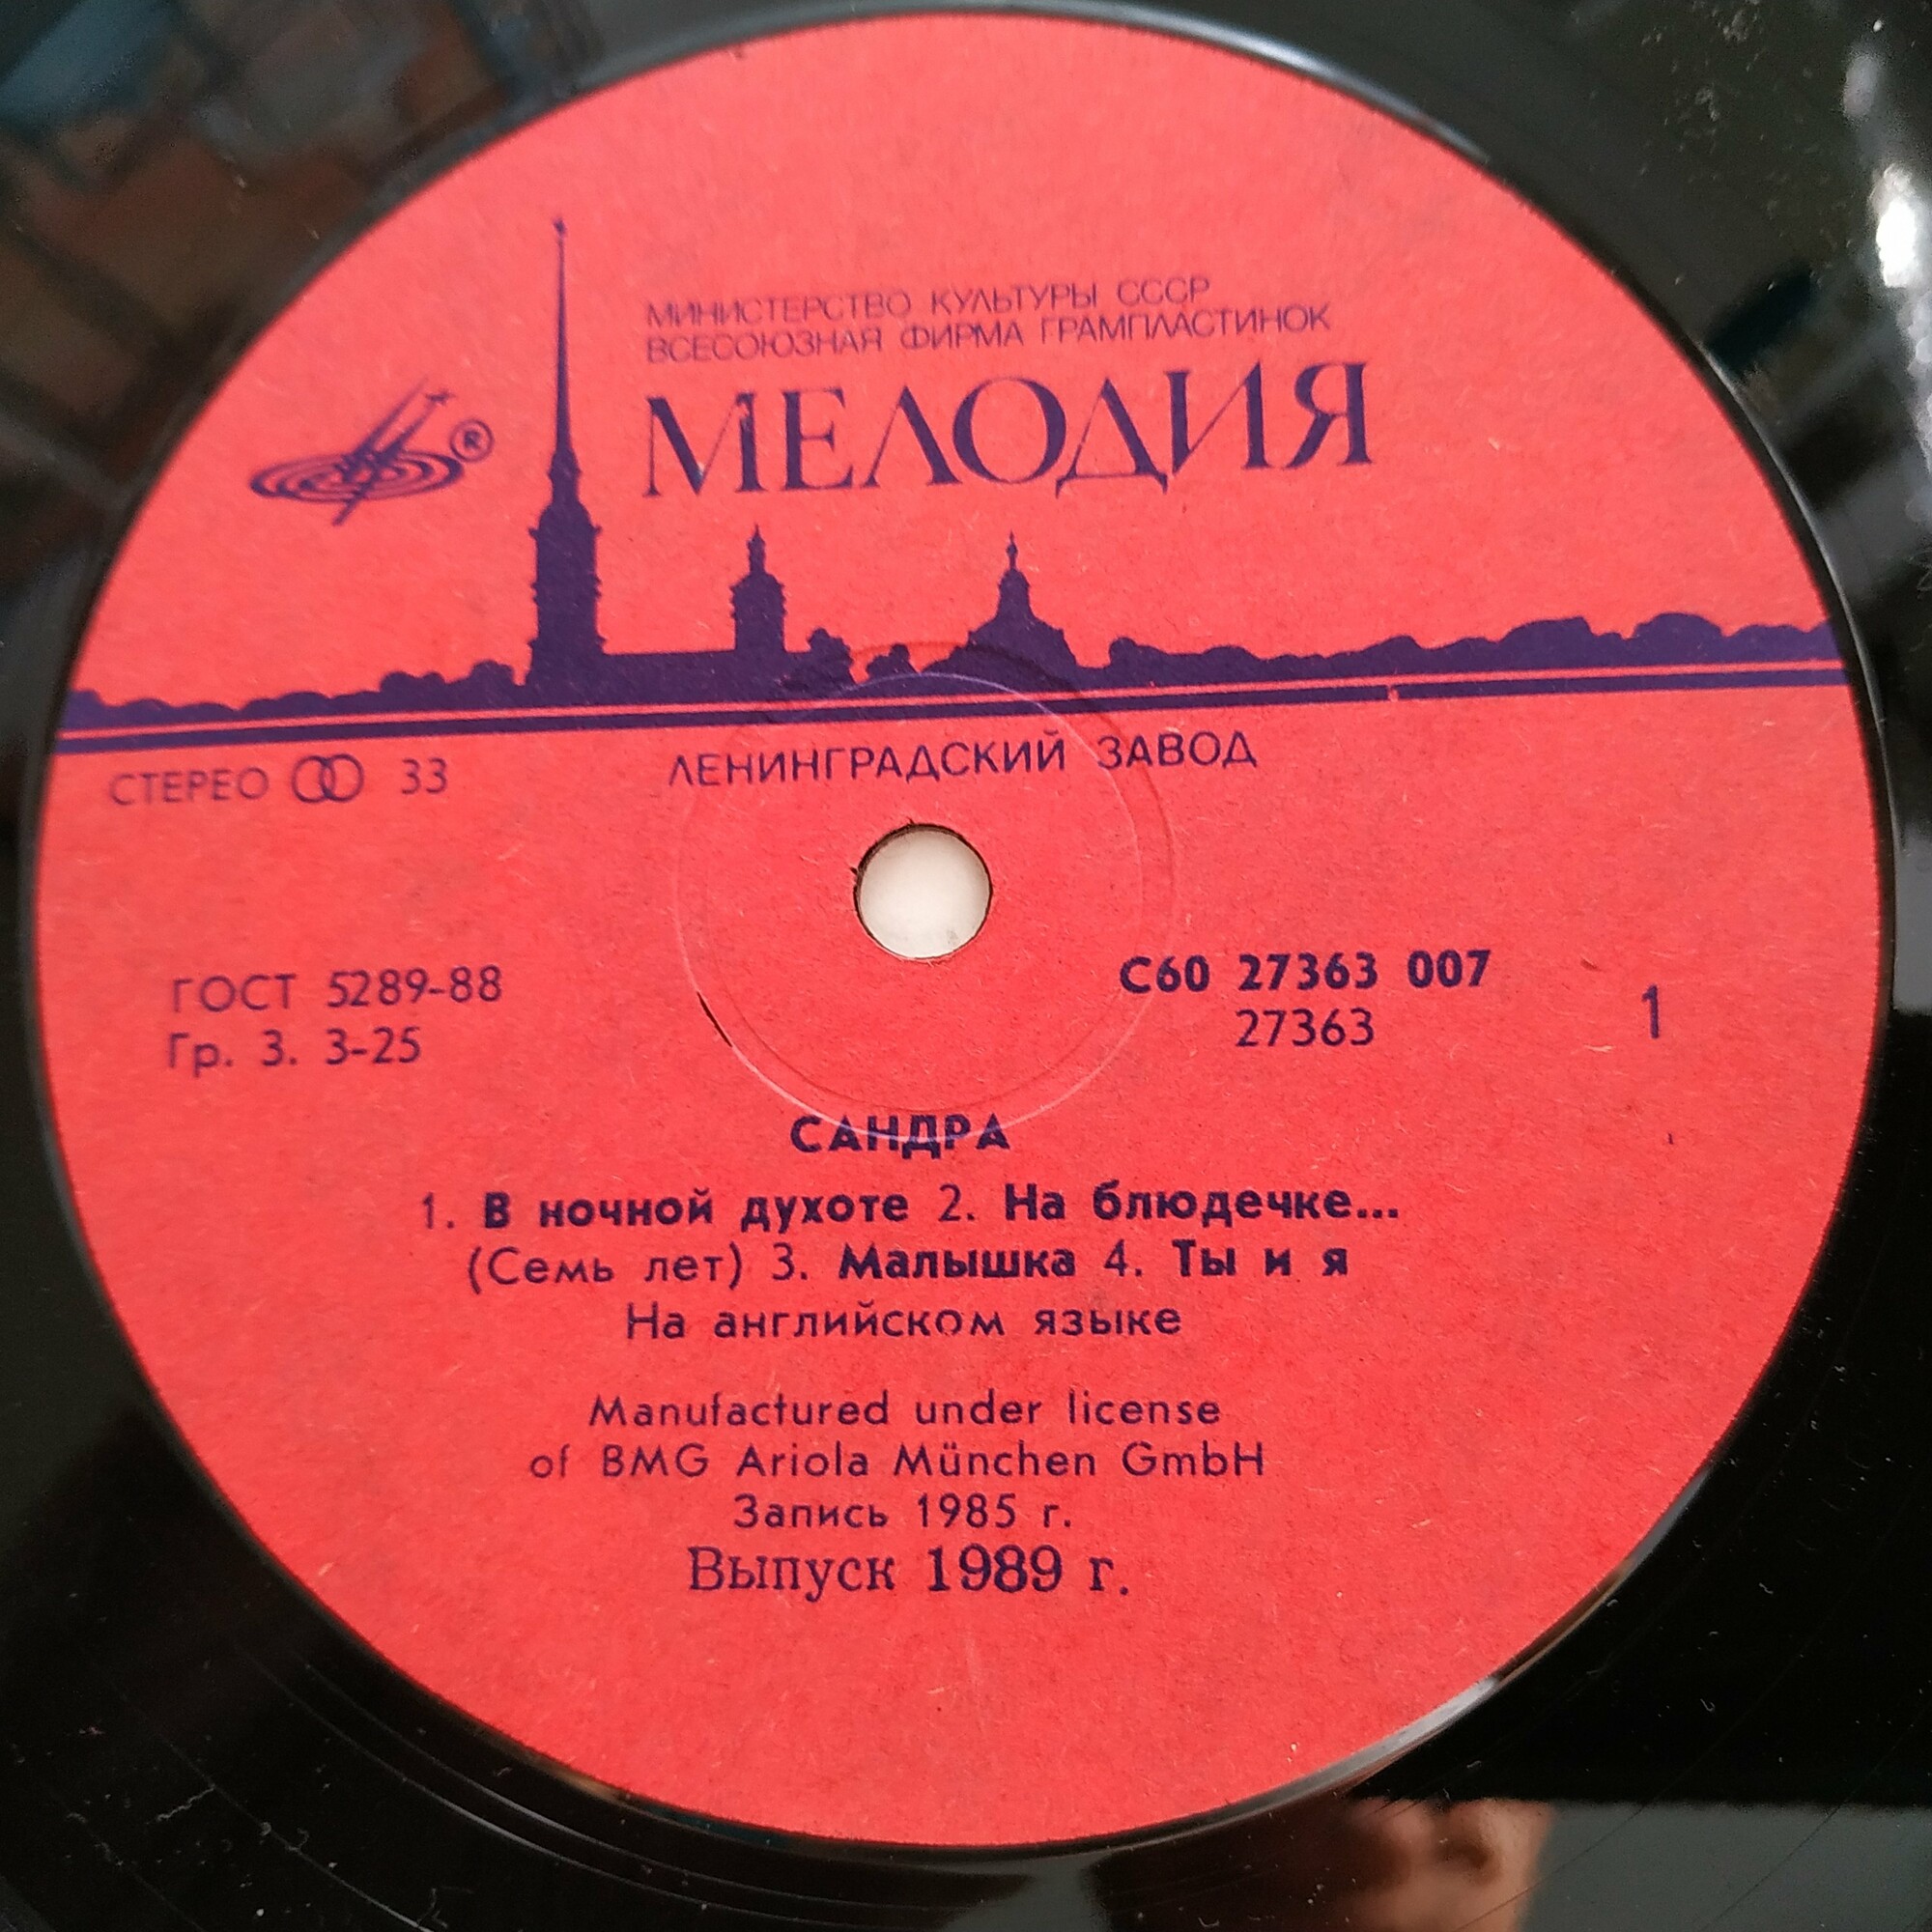 МИНИСТЕРСТВО КУЛЬТУРЫ СССР
ВСЕСОЮЗНАЯ ФИРМА ГРАМПЛАСТИНОК
МЕЛОДИЯ
®
СТЕРЕО 33
ЛЕНИНГРАДСКИЙ ЗАВОД
ГОСТ 5289-88
Гр. 3. 3-25
С60 27363 007
27363
1
САНДРА
1. В ночной духоте 2. На блюдечке...
(Семь лет) 3. Малышка 4. Ты и я
На английском языке
Manufactured under license
of BMG Ariola München GmbH
Запись 1985 г.
Выпуск 1989 г.